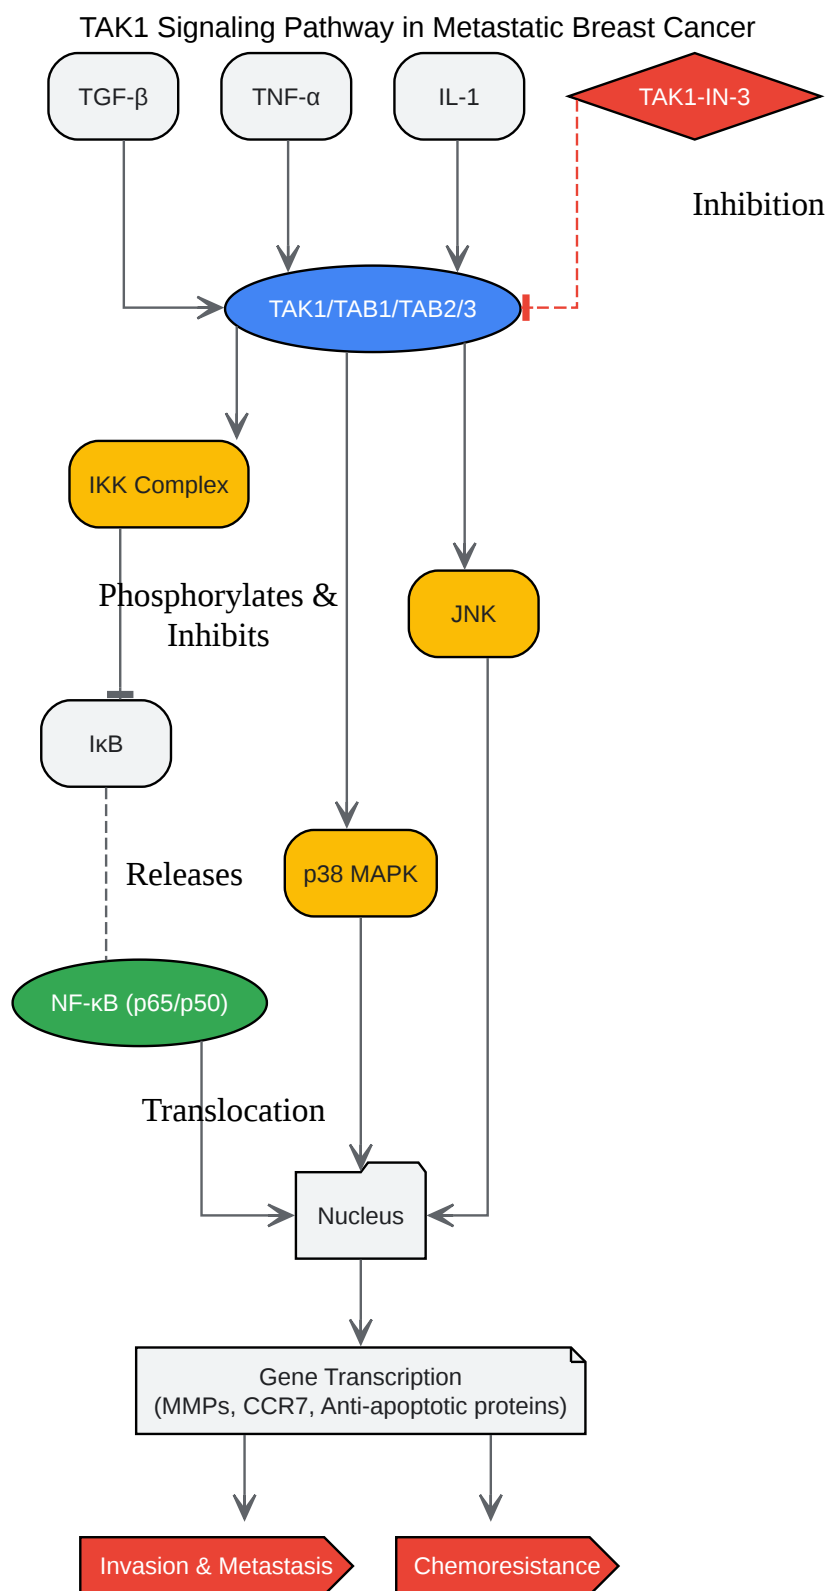 TAK1 Signaling Pathway in Metastatic Breast Cancer
TGF-β
TNF-α
IL-1
TAK1-IN-3
Inhibition
TAK1/TAB1/TAB2/3
IKK Complex
Phosphorylates &
Inhibits
JNK
IκB
Releases
p38 MAPK
NF-κB (p65/p50)
Translocation
Nucleus
Gene Transcription
(MMPs, CCR7, Anti-apoptotic proteins)
Invasion & Metastasis
Chemoresistance